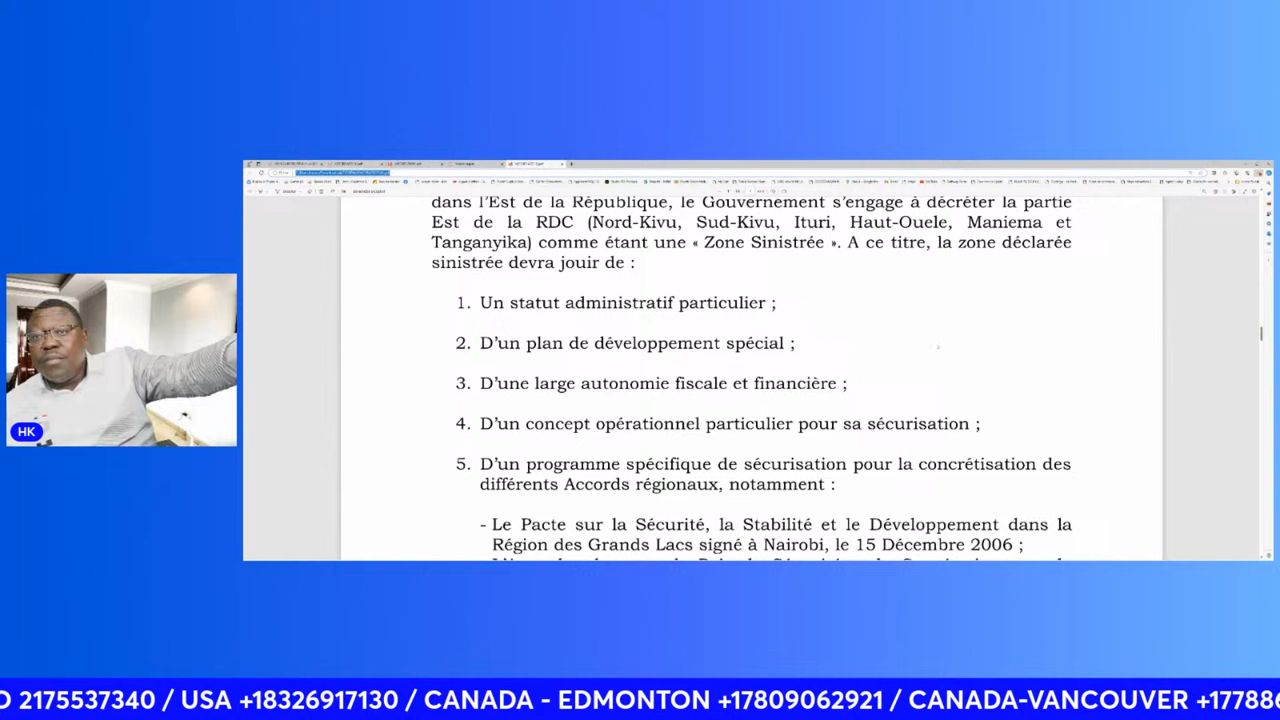 dans l'Est de la République, le Gouvernement s'engage à décréter la partie
Est de la RDC (Nord-Kivu, Sud-Kivu, Ituri, Haut-Ouele, Maniema et
Tanganyika) comme étant une « Zone Sinistrée ». A ce titre, la zone déclarée
sinistrée devra jouir de :
1. Un statut administratif particulier ;
2. D'un plan de développement spécial ;
3. D'une large autonomie fiscale et financière ;
4. D'un concept opérationnel particulier pour sa sécurisation ;
5. D'un programme spécifique de sécurisation pour la concrétisation des
différents Accords régionaux, notamment :
- Le Pacte sur la Sécurité, la Stabilité et le Développement dans la
Région des Grands Lacs signé à Nairobi, le 15 Décembre 2006 ;
HK
O 2175537340 / USA +18326917130 / CANADA - EDMONTON +17809062921 / CANADA-VANCOUVER +177886